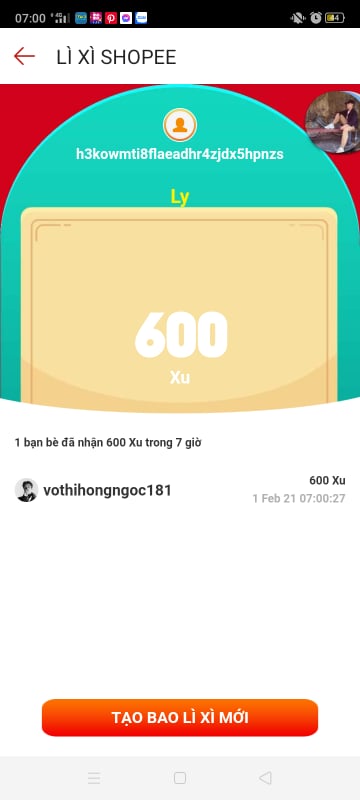 07:00
4
LÌ XÌ SHOPEE
h3kowmti8flaeadhr4zjdx5hpnzs
Ly
600
Xu
1 bạn bè đã nhận 600 Xu trong 7 giờ
vothihongngoc181
600 Xu
1 Feb 21 07:00:27
TẠO BAO LÌ XÌ MỚI